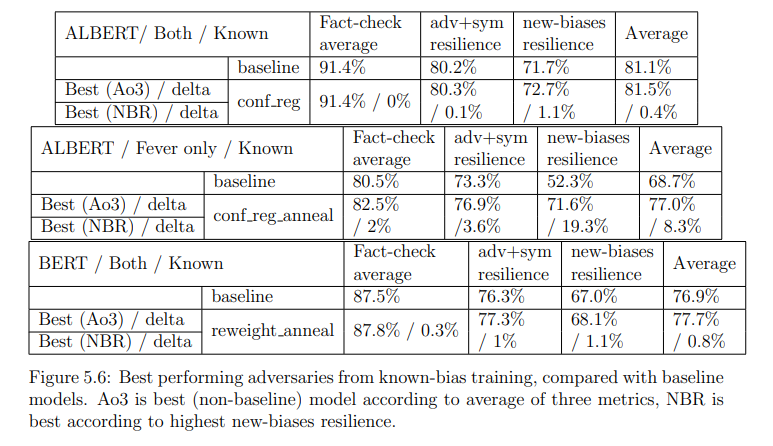 ALBERT/ Both / Known
Fact-check average
adv+sym resilience
new-biases resilience
Average
baseline 91.4% 80.2% 71.7% 81.1%
Best (Ao3) / delta
Best (NBR) / delta
conf_reg
91.4% / 0%
80.3% / 0.1%
72.7% / 1.1%
81.5% / 0.4%
ALBERT / Fever only / Known
Fact-check average
adv+sym resilience
new-biases resilience
Average
baseline 80.5% 73.3% 52.3% 68.7%
Best (Ao3) / delta
Best (NBR) / delta
conf_reg_anneal
82.5% / 2%
76.9% /3.6%
71.6% / 19.3%
77.0% / 8.3%
BERT / Both / Known
Fact-check average
adv+sym resilience
new-biases resilience
Average
baseline 87.5% 76.3% 67.0% 76.9%
Best (Ao3) / delta
Best (NBR) / delta
reweight_anneal
87.8% / 0.3%
77.3% / 1%
68.1% / 1.1%
77.7% / 0.8%
Figure 5.6: Best performing adversaries from known-bias training, compared with baseline
models. Ao3 is best (non-baseline) model according to average of three metrics, NBR is
best according to highest new-biases resilience.